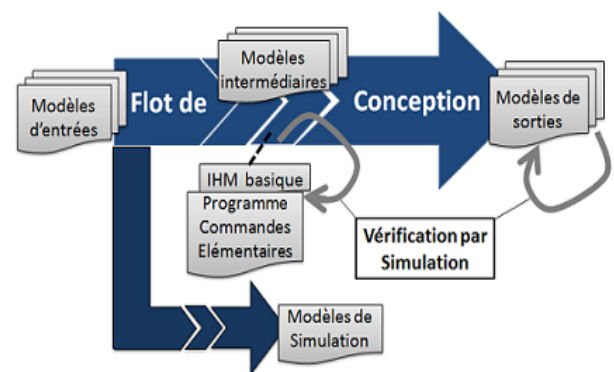 Modèles
d'entrées
Flot de
Modèles
intermédiaires
Conception
Modèles de
sorties
IHM basique
Programme
Commandes
Elémentaires
Vérification par
Simulation
Modèles de
Simulation